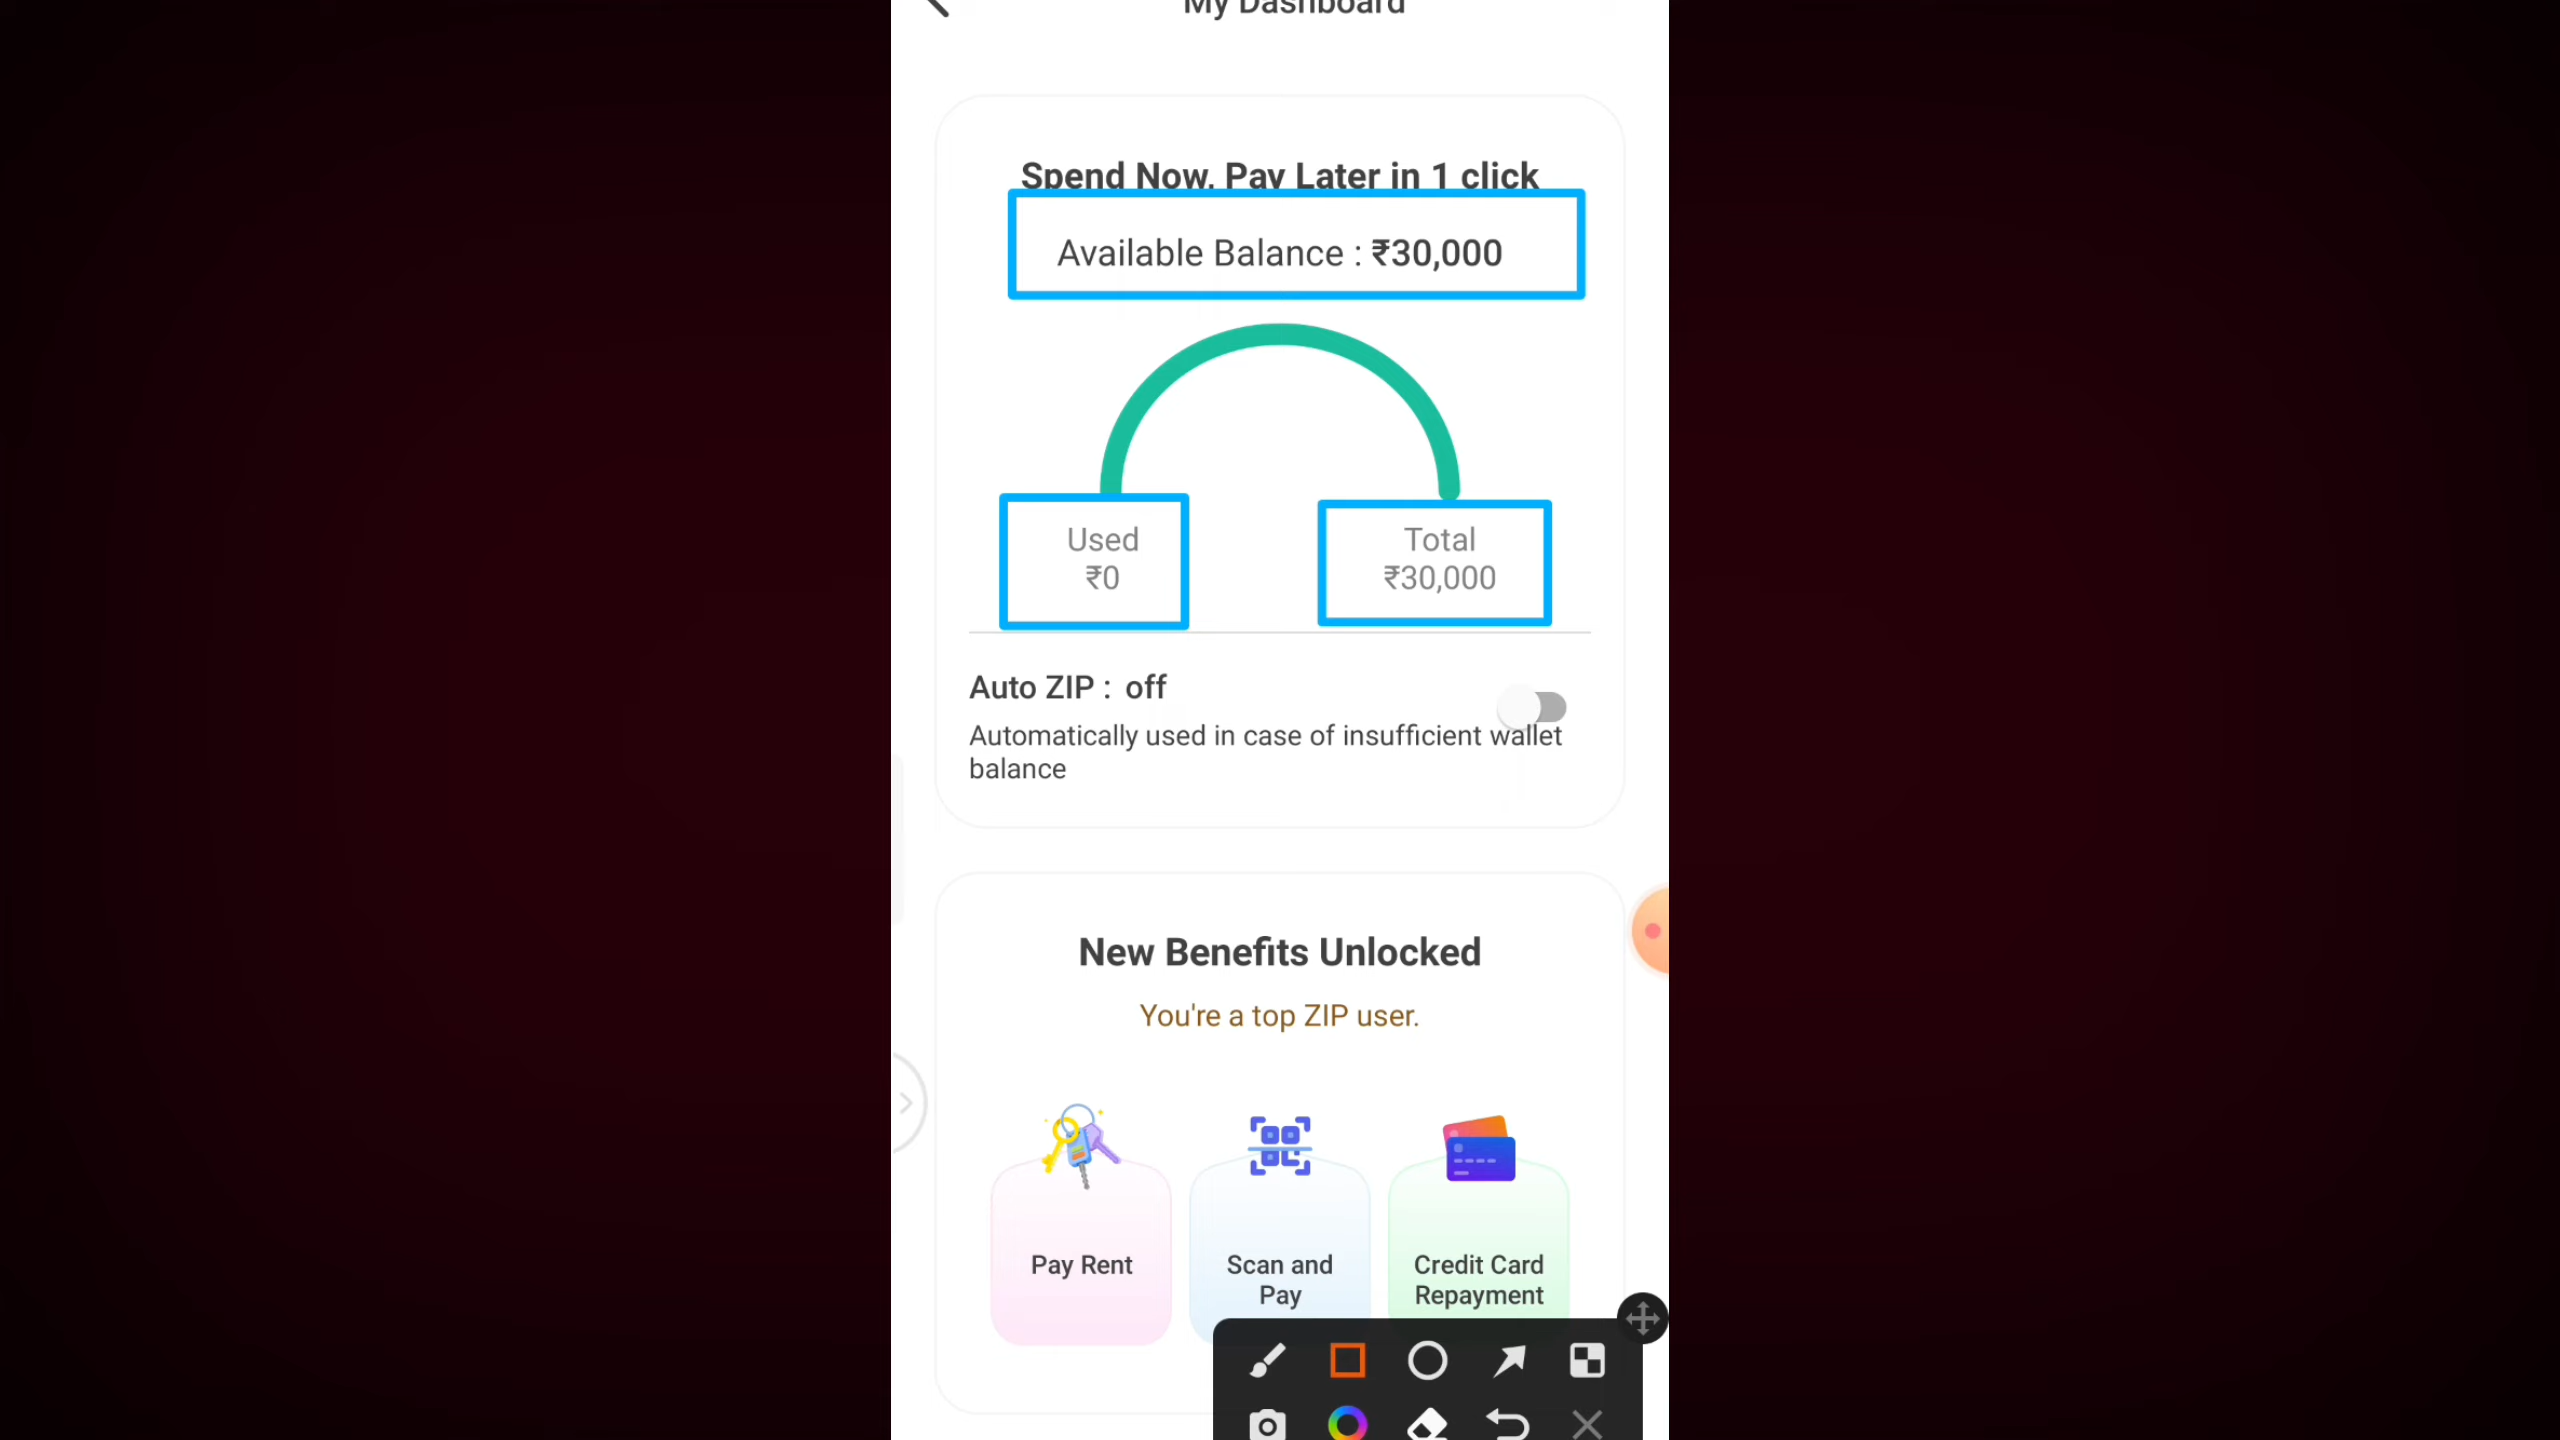 My Dashboard
Spend Now, Pay Later in 1 click
Available Balance : ₹30,000
Used
₹0
Total
₹30,000
Auto ZIP : off
Automatically used in case of insufficient wallet
balance
New Benefits Unlocked
You're a top ZIP user.
Pay Rent
Scan and
Pay
Credit Card
Repayment